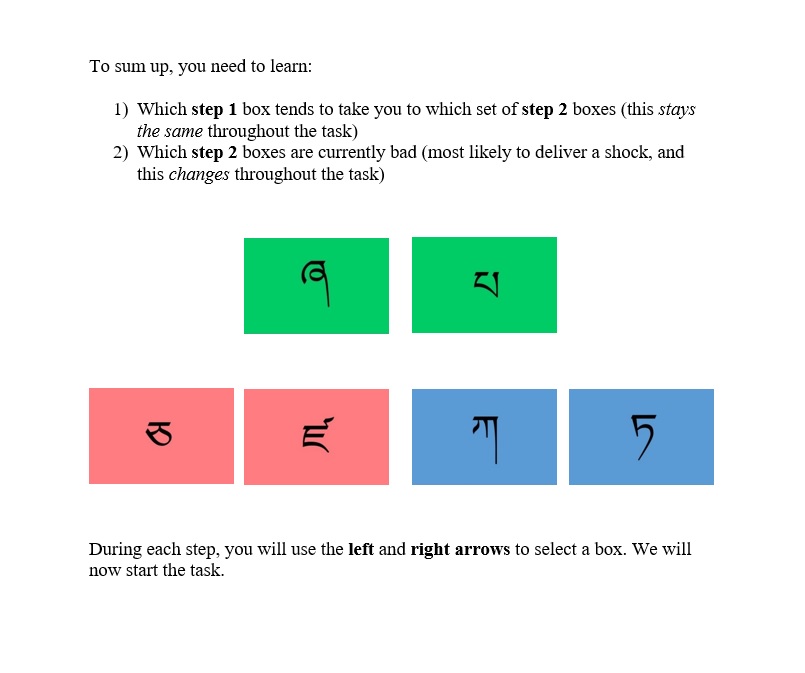 To sum up, you need to learn:
1) Which step 1 box tends to take you to which set of step 2 boxes (this stays
the same throughout the task)
2) Which step 2 boxes are currently bad (most likely to deliver a shock, and
this changes throughout the task)
ཞ པ
ཅ ཛ ཀ ཏ
During each step, you will use the left and right arrows to select a box. We will
now start the task.